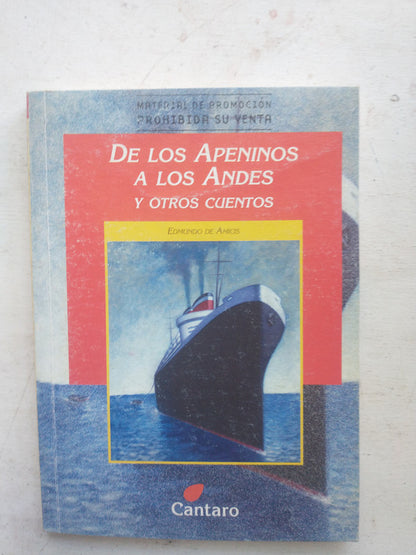 MATERIAL DE PROMOCIÓN
PROHIBIDA SU VENTA
DE LOS APENINOS
A LOS ANDES
Y OTROS CUENTOS
EDMUNDO DE AMICIS
Cantaro